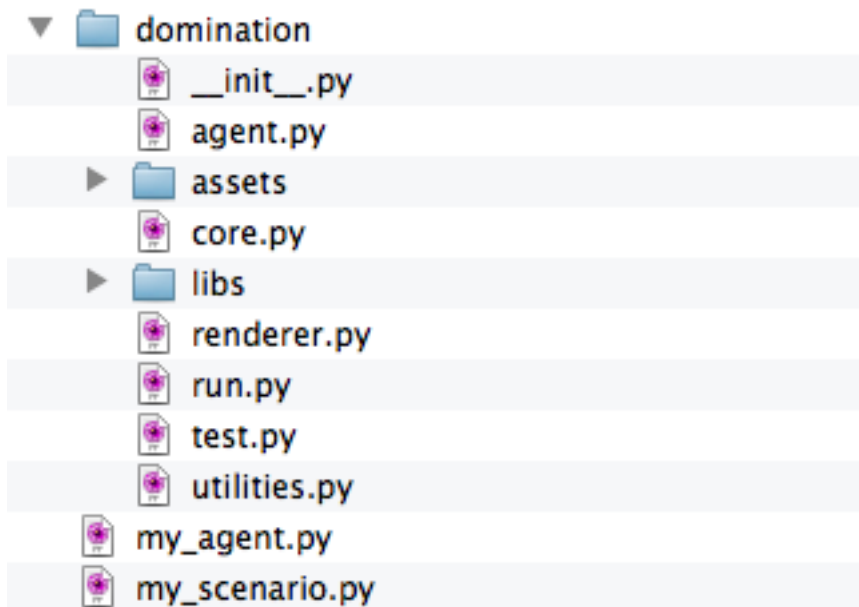 domination
__init__.py
agent.py
assets
core.py
libs
renderer.py
run.py
test.py
utilities.py
my_agent.py
my_scenario.py